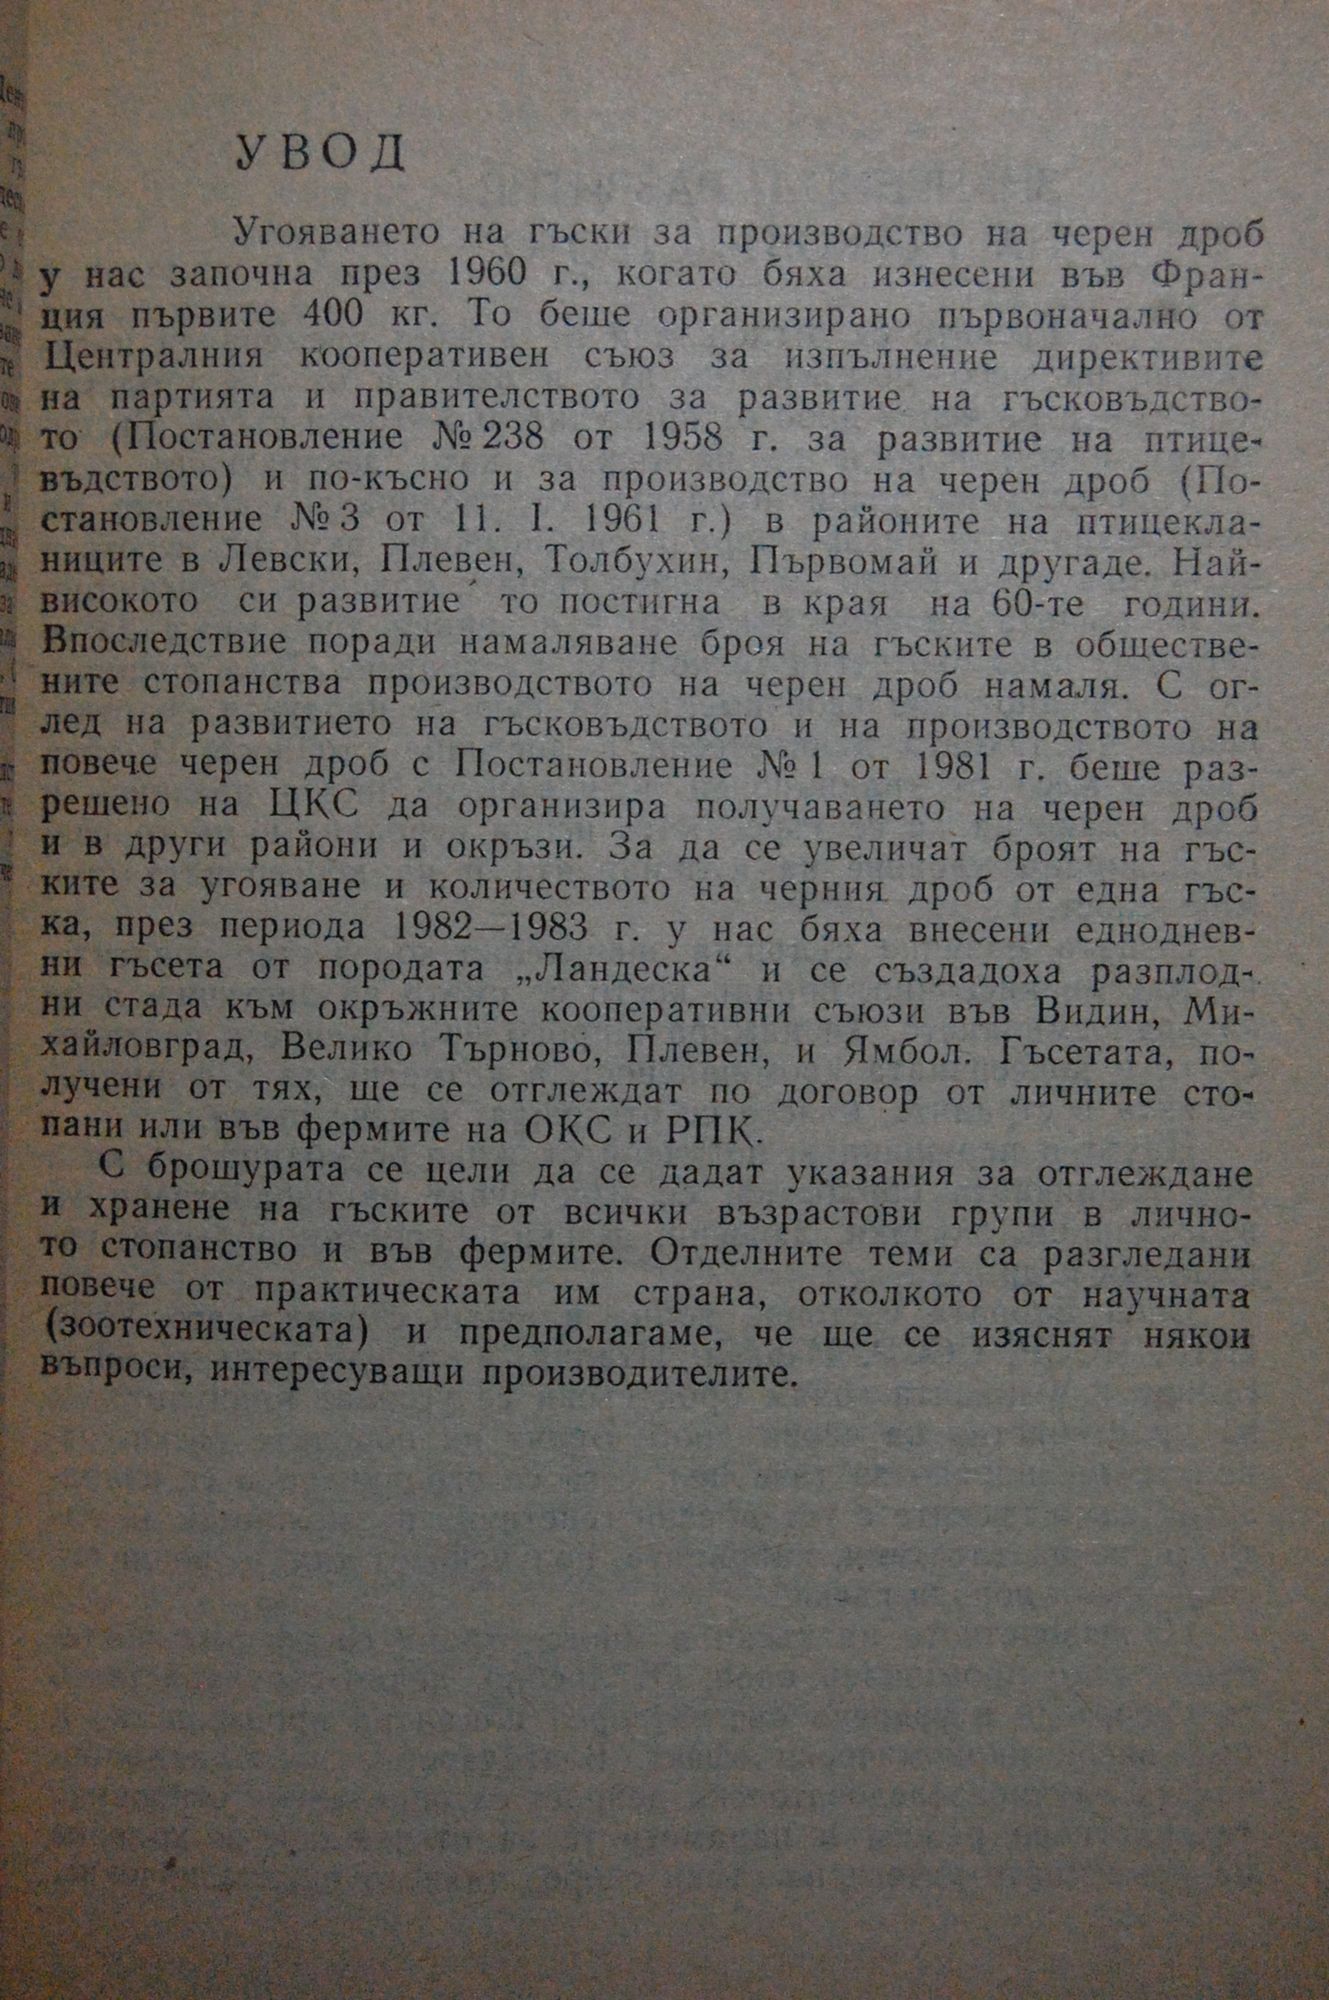 УВОД
Угояването на гъски за производство на черен дроб
у нас започна през 1960 г., когато бяха изнесени във Фран-
ция първите 400 кг. То беше организирано първоначално от
Централния кооперативен съюз за изпълнение директивите
на партията и правителството за развитие на гъсковъдство-
то (Постановление № 238 от 1958 г. за развитие на птице-
въдството) и по-късно и за производство на черен дроб (По-
становление № 3 от 11. I. 1961 г.) в районите на птицекла-
ниците в Левски, Плевен, Толбухин, Първомай и другаде. Най-
високото си развитие то постигна в края на 60-те години.
Впоследствие поради намаляване броя на гъските в обществе-
ните стопанства производството на черен дроб намаля. С ог-
лед на развитието на гъсковъдството и на производството на
повече черен дроб с Постановление № 1 от 1981 г. беше раз-
решено на ЦКС да организира получаването на черен дроб
и в други райони и окръзи. За да се увеличат броят на гъс-
ките за угояване и количеството на черния дроб от една гъс-
ка, през периода 1982—1983 г. у нас бяха внесени едноднев-
ни гъсета от породата „Ландеска“ и се създадоха разплод-
ни стада към окръжните кооперативни съюзи във Видин, Ми-
хайловград, Велико Търново, Плевен, и Ямбол. Гъсетата, по-
лучени от тях, ще се отглеждат по договор от личните сто-
пани или във фермите на ОКС и РПК.
С брошурата се цели да се дадат указания за отглеждане
и хранене на гъските от всички възрастови групи в лично-
то стопанство и във фермите. Отделните теми са разгледани
повече от практическата им страна, отколкото от научната
(зоотехническата) и предполагаме, че ще се изяснят някои
въпроси, интересуващи производителите.